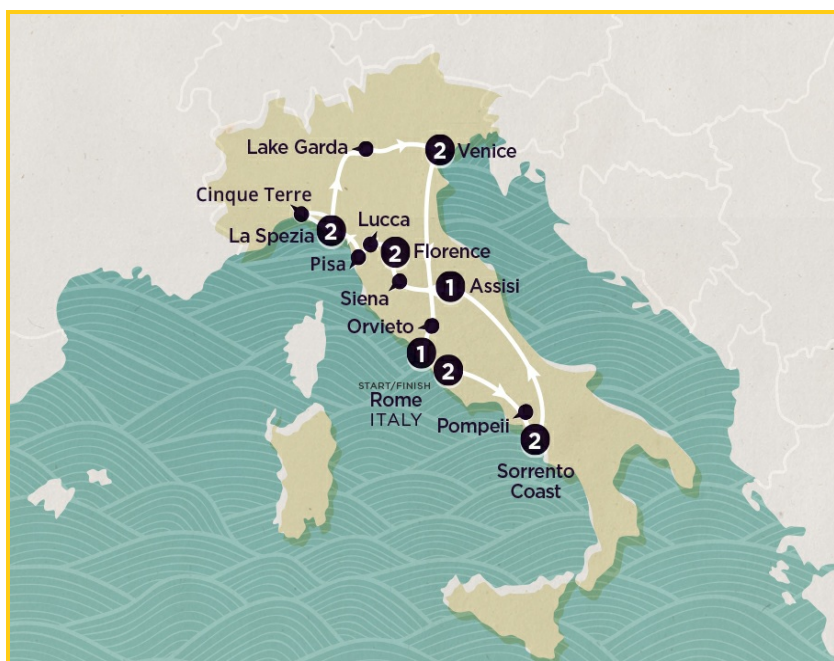 Lake Garda
2 Venice
Cinque Terre
Lucca
La Spezia 2
2 Florence
Pisa
1 Assisi
Siena
Orvieto
1
2
START/FINISH
Rome
ITALY
Pompeii
2
Sorrento
Coast